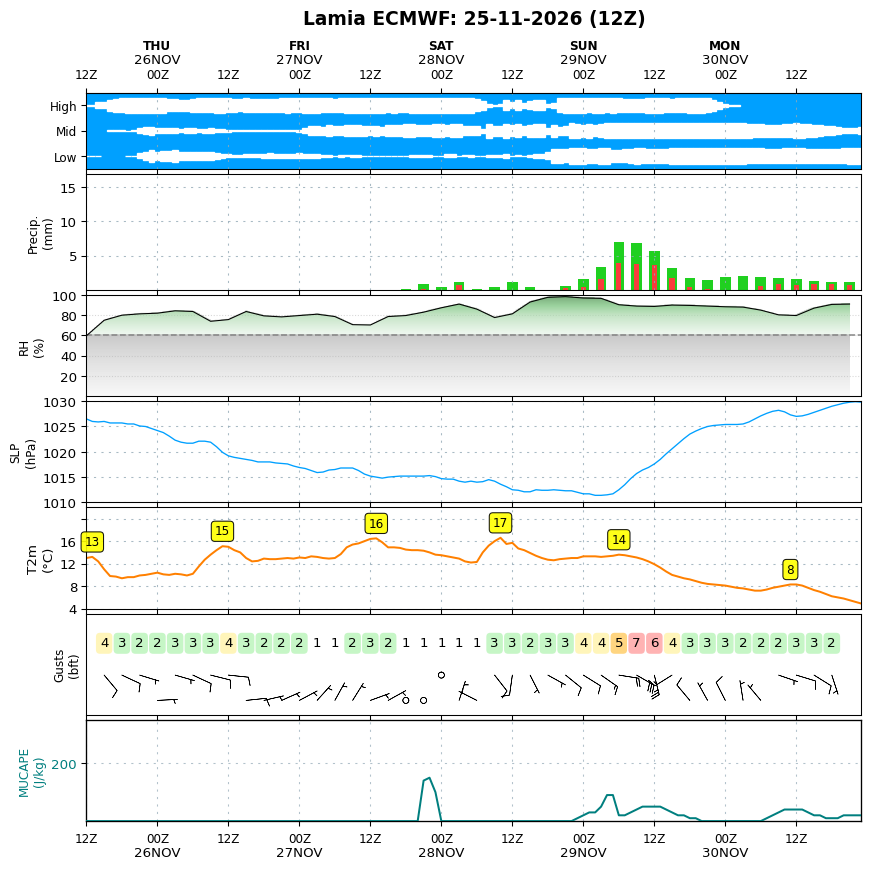 Lamia ECMWF: 25-11-2026 (12Z)
THU FRI SAT SUN MON
26NOV 27NOV 28NOV 29NOV 30NOV
12Z 00Z 12Z 00Z 12Z 00Z 12Z 00Z 12Z 00Z 12Z
High
Mid
Low
Precip.
(mm)
15
10
5
RH
(%)
100
80
60
40
20
SLP
(hPa)
1030
1025
1020
1015
1010
T2m
(°C)
16
12
8
4
13 15 16 17 14 8
Gusts
(bft)
4 3 2 2 3 3 3 4 3 2 2 2 1 1 2 3 2 1 1 1 1 1 3 3 2 3 3 4 4 5 7 6 4 3 3 3 2 2 2 3 3 2
MUCAPE
(J/kg)
200
12Z 00Z 12Z 00Z 12Z 00Z 12Z 00Z 12Z 00Z 12Z
26NOV 27NOV 28NOV 29NOV 30NOV